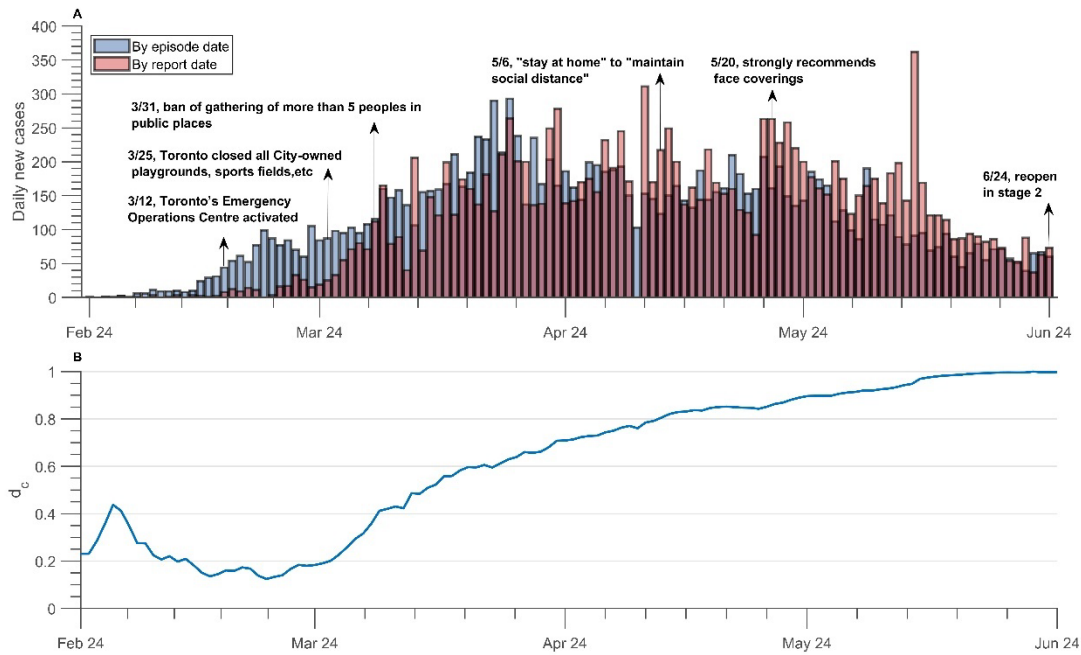 A
400
350
300
250
200
150
100
50
0
Daily new cases
By episode date
By report date
3/31, ban of gathering of more than 5 peoples in
public places
3/25, Toronto closed all City-owned
playgrounds, sports fields,etc
3/12, Toronto's Emergency
Operations Centre activated
5/6, "stay at home" to "maintain
social distance"
5/20, strongly recommends
face coverings
6/24, reopen
in stage 2
Feb 24
Mar 24
Apr 24
May 24
Jun 24
B
1
0.8
0.6
0.4
0.2
0
dc
Feb 24
Mar 24
Apr 24
May 24
Jun 24